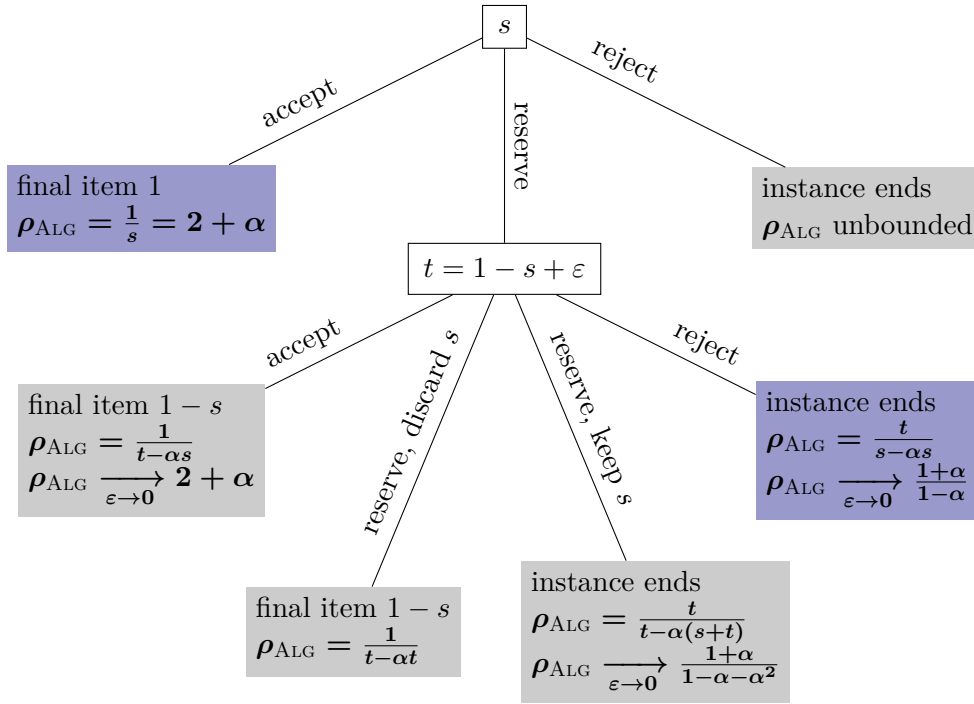 s
accept
reserve
reject
final item 1
ρ_ALG = 1/s = 2 + α
instance ends
ρ_ALG unbounded
t = 1 − s + ε
accept
reserve, discard s
reserve, keep s
reject
final item 1 − s
ρ_ALG = 1/(t−αs)
ρ_ALG →_{ε→0} 2 + α
instance ends
ρ_ALG = t/(s−αs)
ρ_ALG →_{ε→0} (1+α)/(1−α)
final item 1 − s
ρ_ALG = 1/(t−αt)
instance ends
ρ_ALG = t/(t−α(s+t))
ρ_ALG →_{ε→0} (1+α)/(1−α−α²)